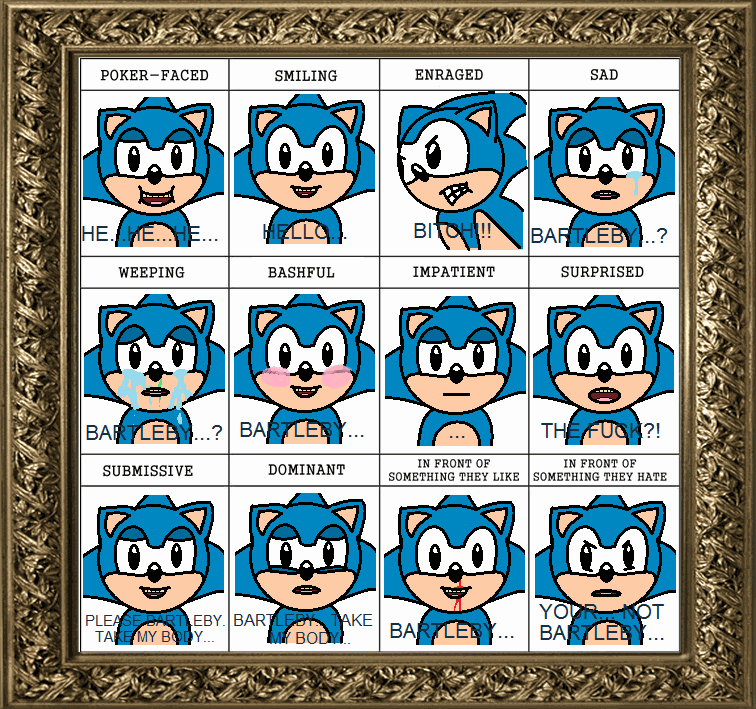 POKER-FACED
SMILING
ENRAGED
SAD
HE...HE...HE...
HELLO...
BITCH!!!
BARTLEBY...?
WEEPING
BASHFUL
IMPATIENT
SURPRISED
BARTLEBY...?
BARTLEBY...
...
THE FUCK?!
SUBMISSIVE
DOMINANT
IN FRONT OF
SOMETHING THEY LIKE
IN FRONT OF
SOMETHING THEY HATE
PLEASE BARTLEBY.
TAKE MY BODY...
BARTLEBY... TAKE
MY BODY...
BARTLEBY...
YOUR... NOT
BARTLEBY...